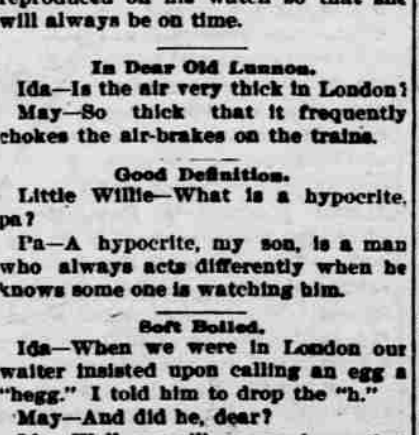 reproduced on his watch so that she
will always be on time.
In Dear Old Lunnon.
Ida—Is the air very thick in London?
May—So thick that it frequently
chokes the air-brakes on the trains.
Good Definition.
Little Willie—What is a hypocrite,
pa?
Pa—A hypocrite, my son, is a man
who always acts differently when he
knows some one is watching him.
Soft Boiled.
Ida—When we were in London our
waiter insisted upon calling an egg a
"hegg." I told him to drop the "h."
May—And did he, dear?